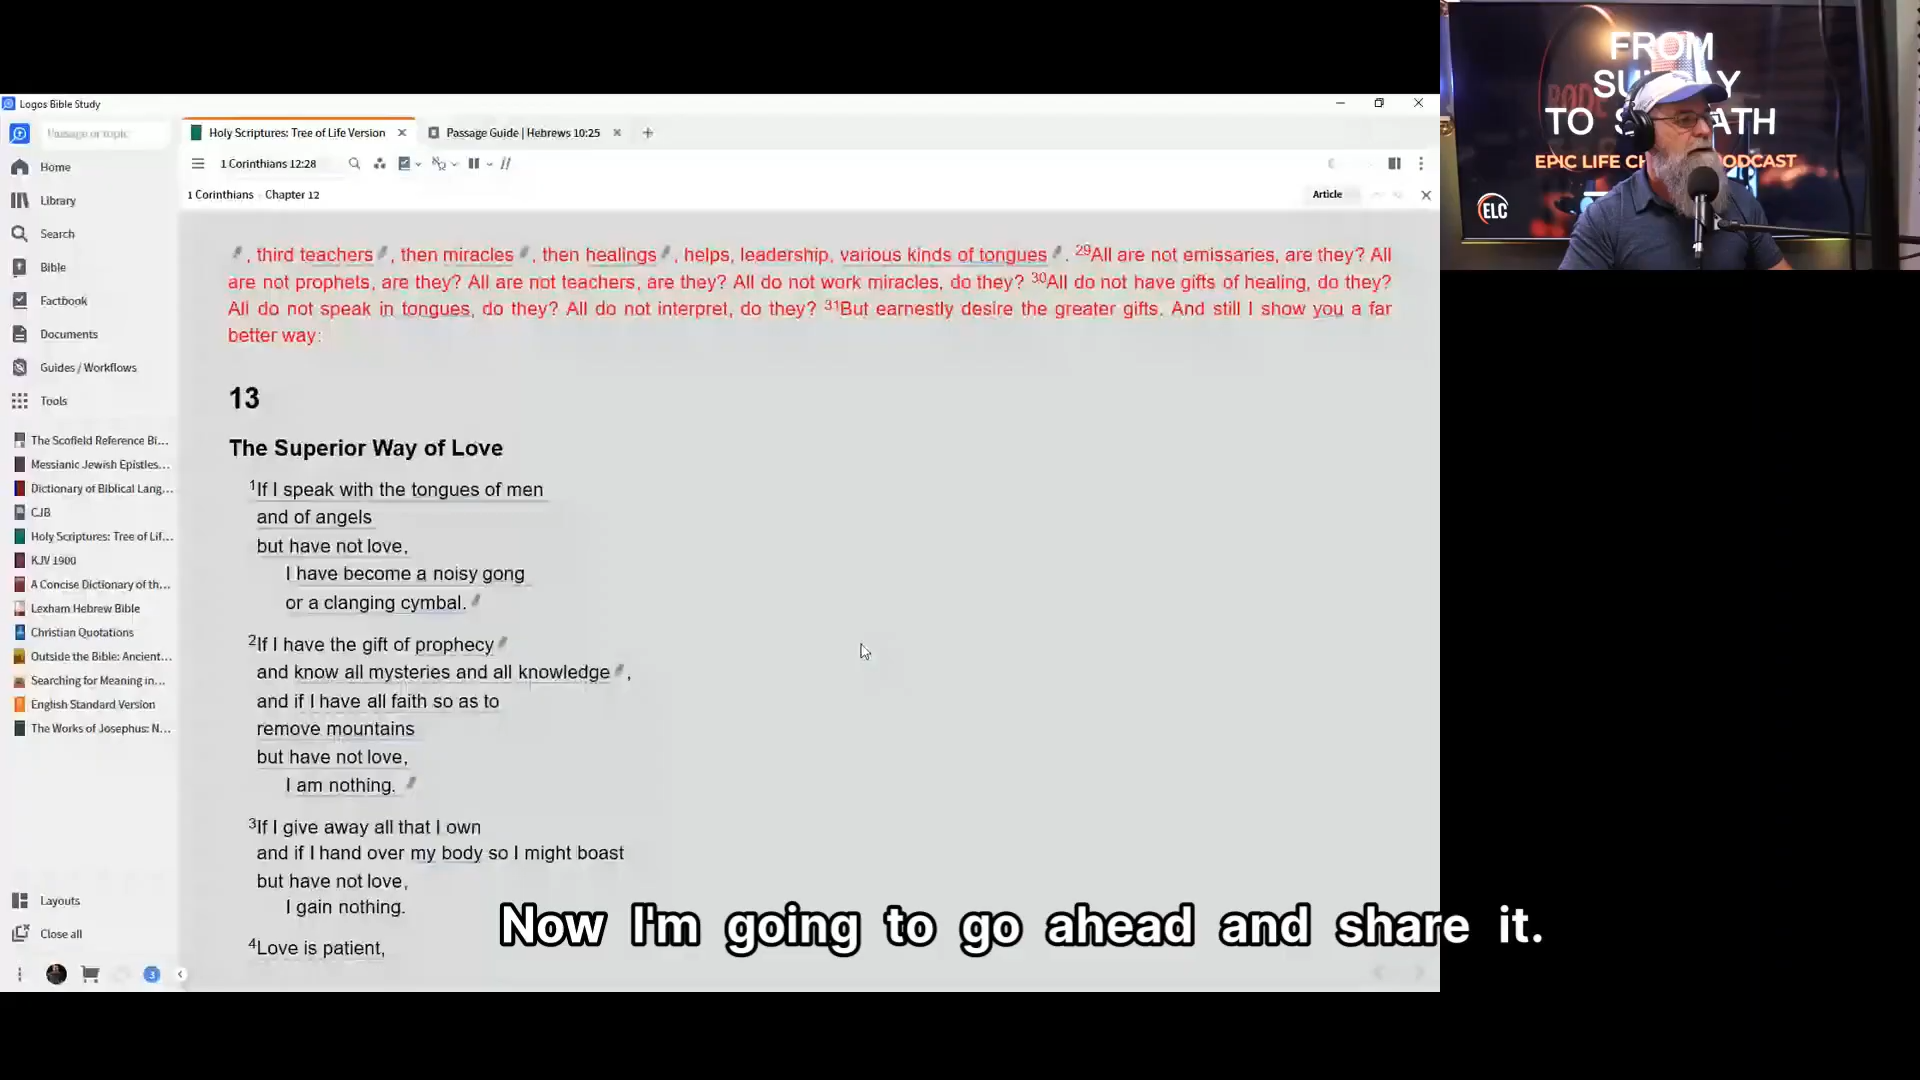 Logos Bible Study
Passage or topic
Holy Scriptures: Tree of Life Version
Passage Guide | Hebrews 10:25
Home
1 Corinthians 12:28
1 Corinthians
Chapter 12
Article
Library
Search
Bible
Factbook
Documents
Guides / Workflows
Tools
The Scofield Reference Bi...
Messianic Jewish Epistles...
Dictionary of Biblical Lang...
CJB
Holy Scriptures: Tree of Lif...
KJV 1900
A Concise Dictionary of th...
Lexham Hebrew Bible
Christian Quotations
Outside the Bible: Ancient...
Searching for Meaning in...
English Standard Version
The Works of Josephus: N...
Layouts
Close all
3
, third teachers, then miracles, then healings, helps, leadership, various kinds of tongues. 29All are not emissaries, are they? All
are not prophets, are they? All are not teachers, are they? All do not work miracles, do they? 30All do not have gifts of healing, do they?
All do not speak in tongues, do they? All do not interpret, do they? 31But earnestly desire the greater gifts. And still I show you a far
better way:
13
The Superior Way of Love
1If I speak with the tongues of men
and of angels
but have not love,
I have become a noisy gong
or a clanging cymbal.
2If I have the gift of prophecy
and know all mysteries and all knowledge,
and if I have all faith so as to
remove mountains
but have not love,
I am nothing.
3If I give away all that I own
and if I hand over my body so I might boast
but have not love,
I gain nothing.
4Love is patient,
Now I'm going to go ahead and share it.
FROM
TO
EPIC LIFE
ELC